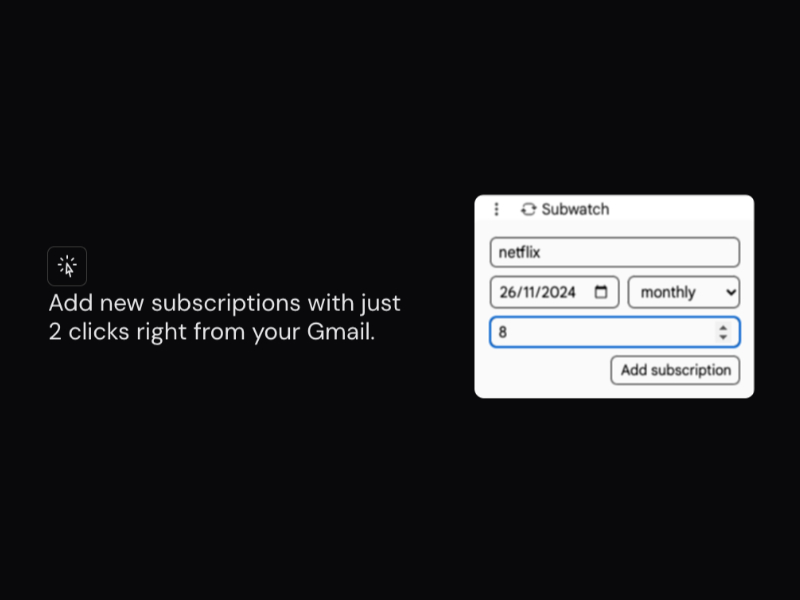 Add new subscriptions with just
2 clicks right from your Gmail.
Subwatch
netflix
26/11/2024 monthly
8
Add subscription